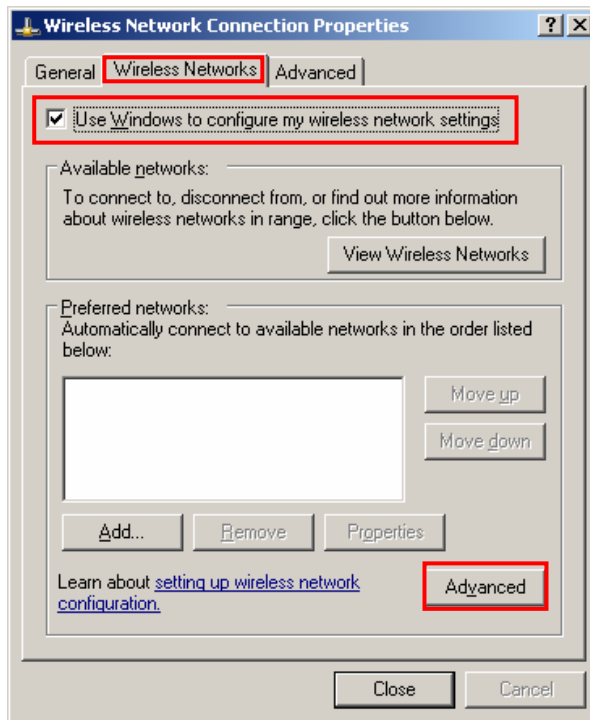 Wireless Network Connection Properties
General
Wireless Networks
Advanced
Use Windows to configure my wireless network settings
Available networks:
To connect to, disconnect from, or find out more information
about wireless networks in range, click the button below.
View Wireless Networks
Preferred networks:
Automatically connect to available networks in the order listed
below:
Move up
Move down
Add...
Remove
Properties
Learn about setting up wireless network
configuration.
Advanced
Close
Cancel